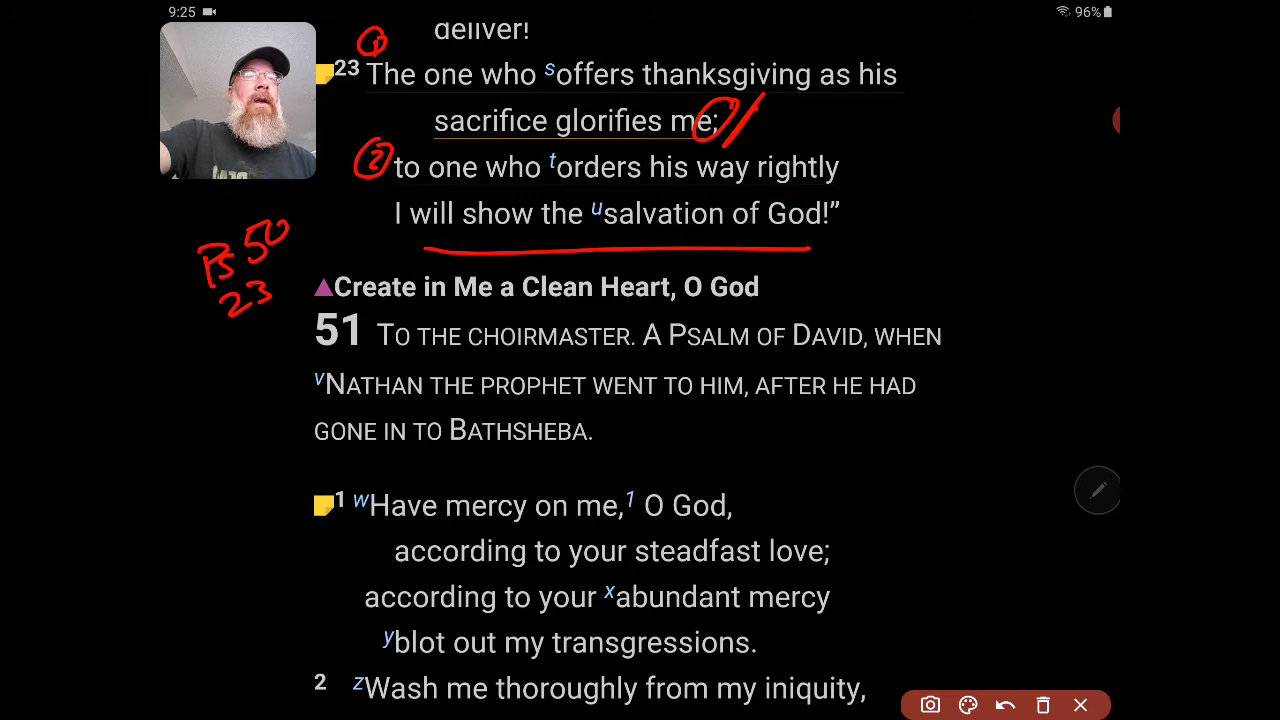 9:25
96%
deliver!
1
23 The one who s offers thanksgiving as his
sacrifice glorifies me;
2
to one who t orders his way rightly
I will show the u salvation of God!”
Ps 50
23
Create in Me a Clean Heart, O God
51 TO THE CHOIRMASTER. A PSALM OF DAVID, WHEN
v NATHAN THE PROPHET WENT TO HIM, AFTER HE HAD
GONE IN TO BATHSHEBA.
1 w Have mercy on me,1 O God,
according to your steadfast love;
according to your x abundant mercy
y blot out my transgressions.
2 z Wash me thoroughly from my iniquity,